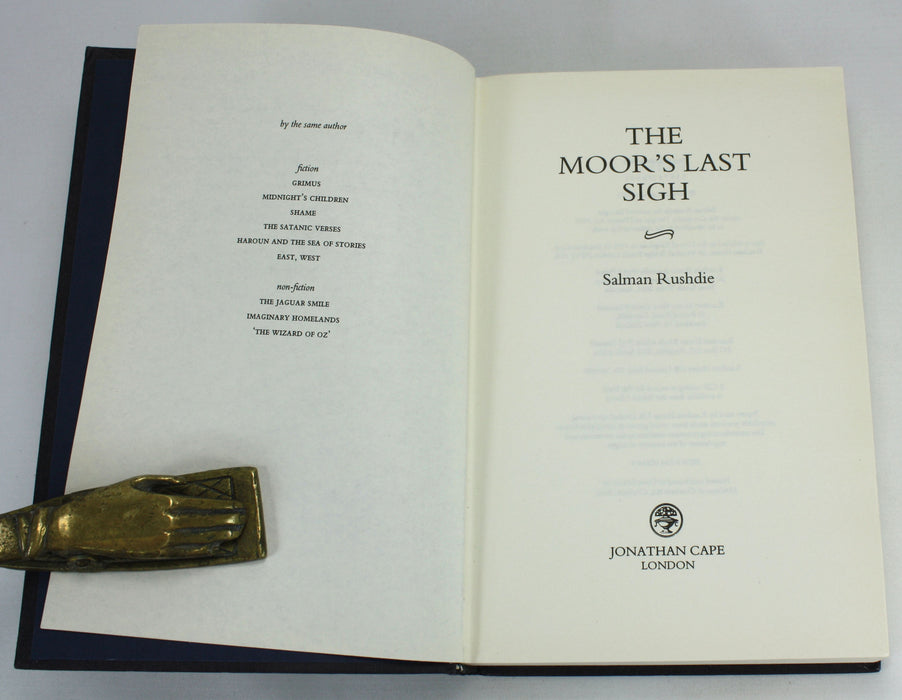 by the same author
fiction
GRIMUS
MIDNIGHT'S CHILDREN
SHAME
THE SATANIC VERSES
HAROUN AND THE SEA OF STORIES
EAST, WEST
non-fiction
THE JAGUAR SMILE
IMAGINARY HOMELANDS
'THE WIZARD OF OZ'
THE
MOOR'S LAST
SIGH
Salman Rushdie
JONATHAN CAPE
LONDON